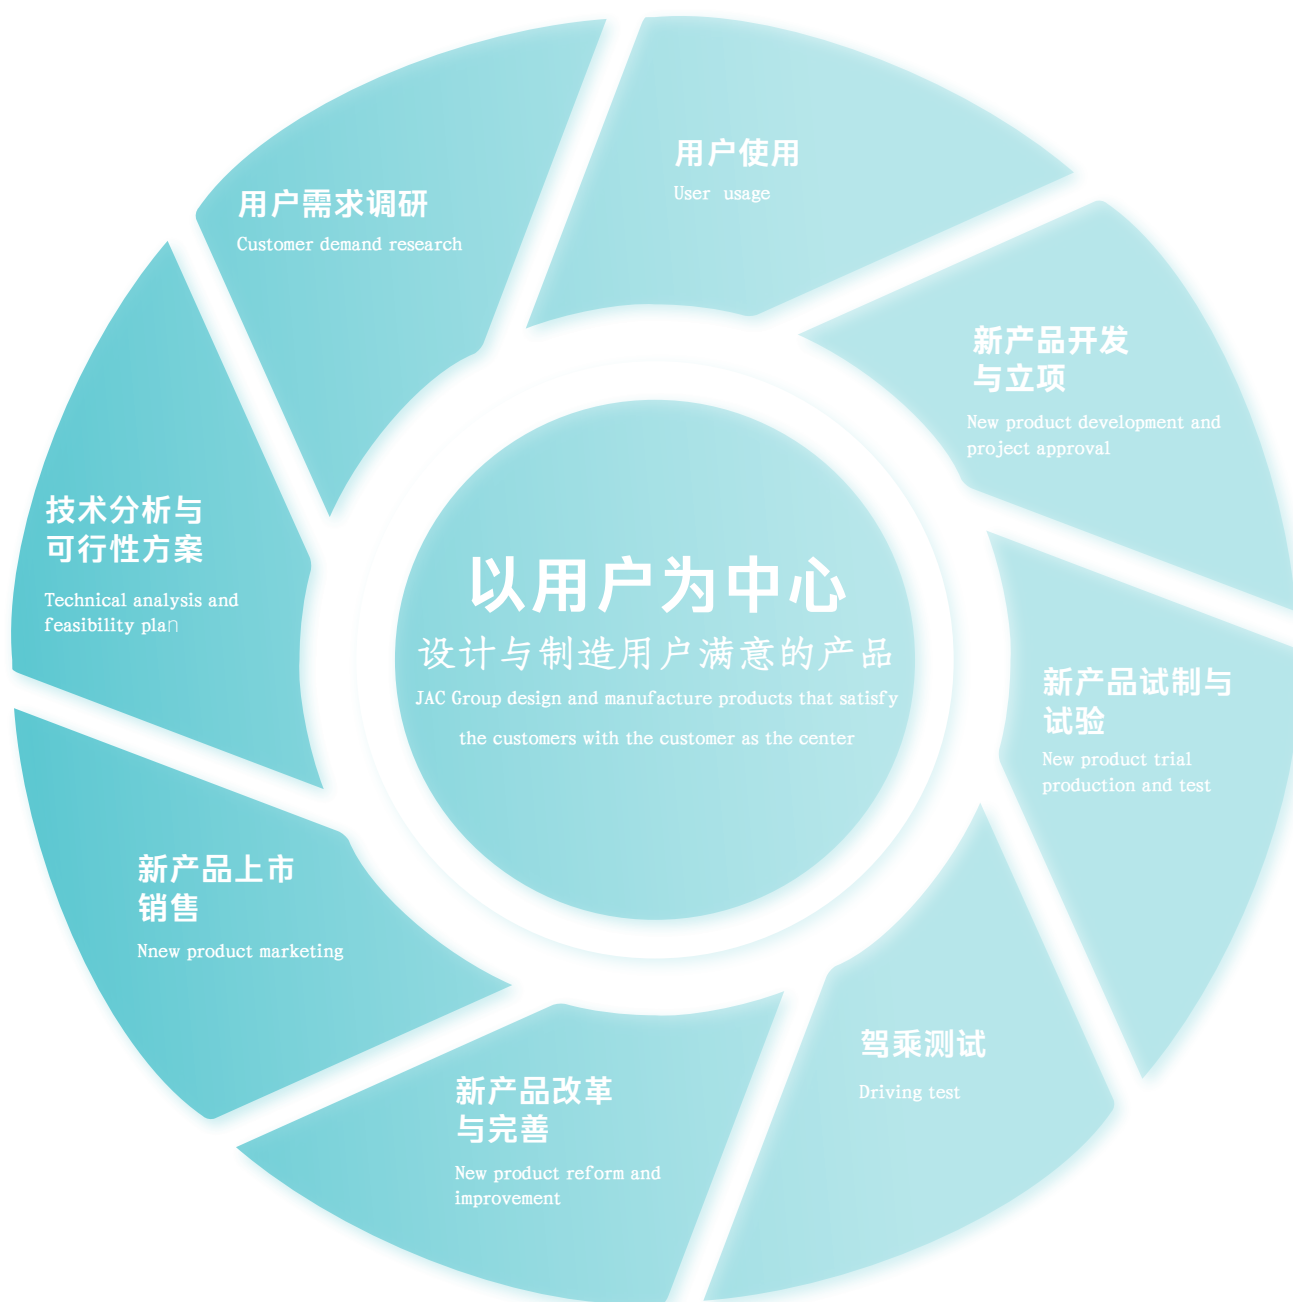 用户使用
User usage
用户需求调研
Customer demand research
新产品开发
与立项
New product development and
project approval
技术分析与
可行性方案
Technical analysis and
feasibility plan
以用户为中心
设计与制造用户满意的产品
JAC Group design and manufacture products that satisfy
the customers with the customer as the center
新产品试制与
试验
New product trial
production and test
新产品上市
销售
Nnew product marketing
驾乘测试
Driving test
新产品改革
与完善
New product reform and
improvement